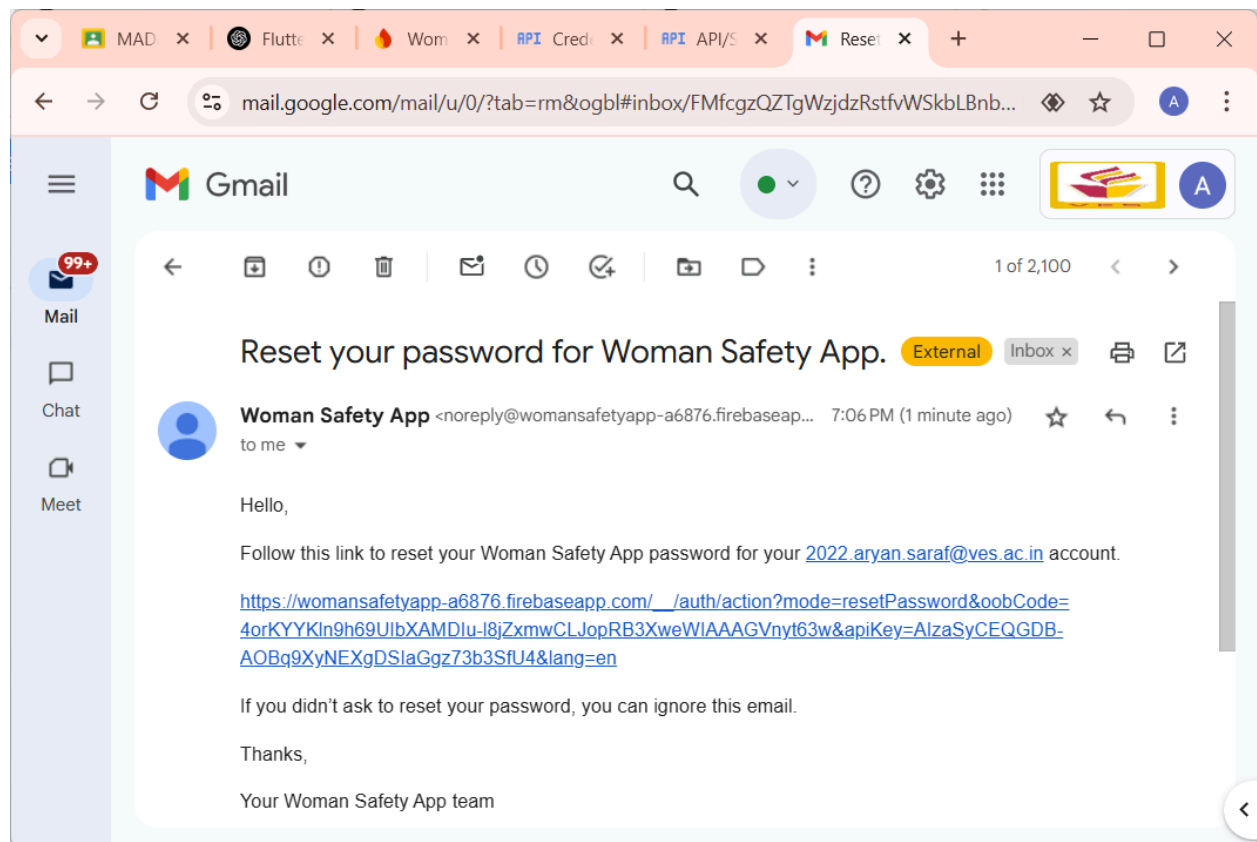 MAD
Flutte
Wom
API Cred
API API/S
Reset
mail.google.com/mail/u/0/?tab=rm&ogbl#inbox/FMfcgzQZTgWzjdzRstfvWSkbLBnb...
A
Gmail
VES
A
99+
Mail
Chat
Meet
1 of 2,100
Reset your password for Woman Safety App.
External
Inbox ×
Woman Safety App <noreply@womansafetyapp-a6876.firebaseap... 7:06 PM (1 minute ago)
to me
Hello,
Follow this link to reset your Woman Safety App password for your 2022.aryan.saraf@ves.ac.in account.
https://womansafetyapp-a6876.firebaseapp.com/__/auth/action?mode=resetPassword&oobCode=
4orKYYKln9h69UIbXAMDIu-l8jZxmwCLJopRB3XweWIAAAGVnyt63w&apiKey=AIzaSyCEQGDB-
AOBq9XyNEXgDSIaGgz73b3SfU4&lang=en
If you didn’t ask to reset your password, you can ignore this email.
Thanks,
Your Woman Safety App team